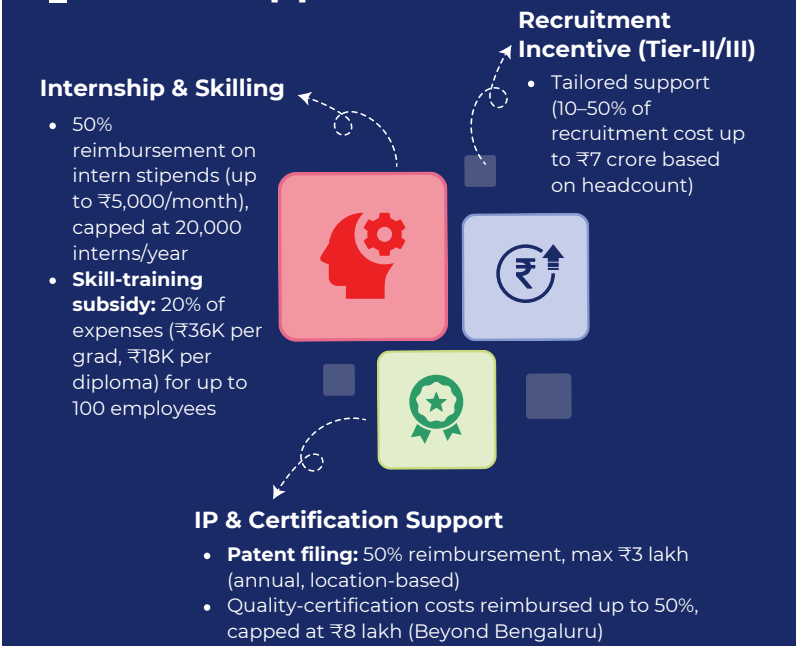 Recruitment
Incentive (Tier-II/III)
• Tailored support
(10–50% of
recruitment cost up
to ₹7 crore based
on headcount)
Internship & Skilling
• 50%
reimbursement on
intern stipends (up
to ₹5,000/month),
capped at 20,000
interns/year
• Skill-training
subsidy: 20% of
expenses (₹36K per
grad, ₹18K per
diploma) for up to
100 employees
₹
IP & Certification Support
• Patent filing: 50% reimbursement, max ₹3 lakh
(annual, location-based)
• Quality-certification costs reimbursed up to 50%,
capped at ₹8 lakh (Beyond Bengaluru)